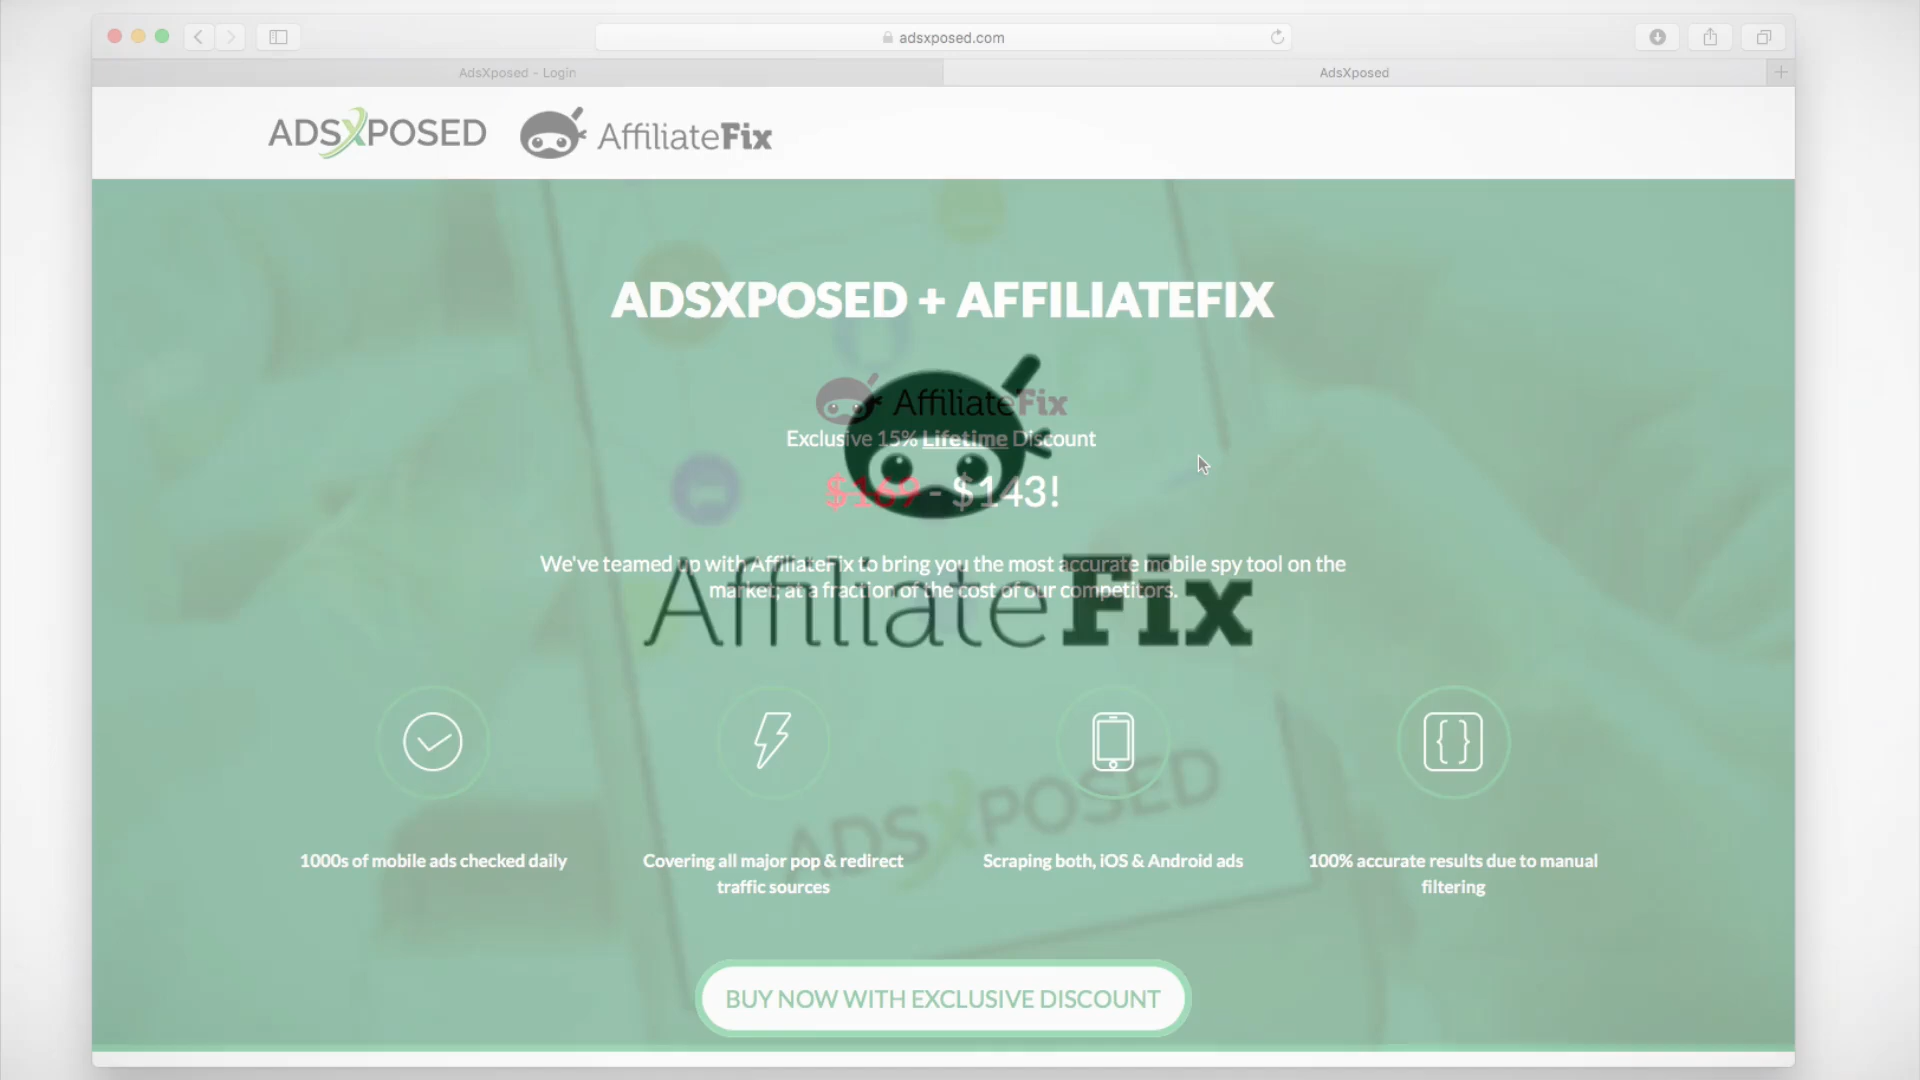 adsxposed.com
AdsXposed - Login
AdsXposed
ADSXPOSED
AffiliateFix
ADSXPOSED + AFFILIATEFIX
AffiliateFix
Exclusive 15% Lifetime Discount
$169 - $143!
We've teamed up with AffiliateFix to bring you the most accurate mobile spy tool on the
market; at a fraction of the cost of our competitors.
AffiliateFix
1000s of mobile ads checked daily
Covering all major pop & redirect
traffic sources
Scraping both, iOS & Android ads
100% accurate results due to manual
filtering
ADSXPOSED
BUY NOW WITH EXCLUSIVE DISCOUNT